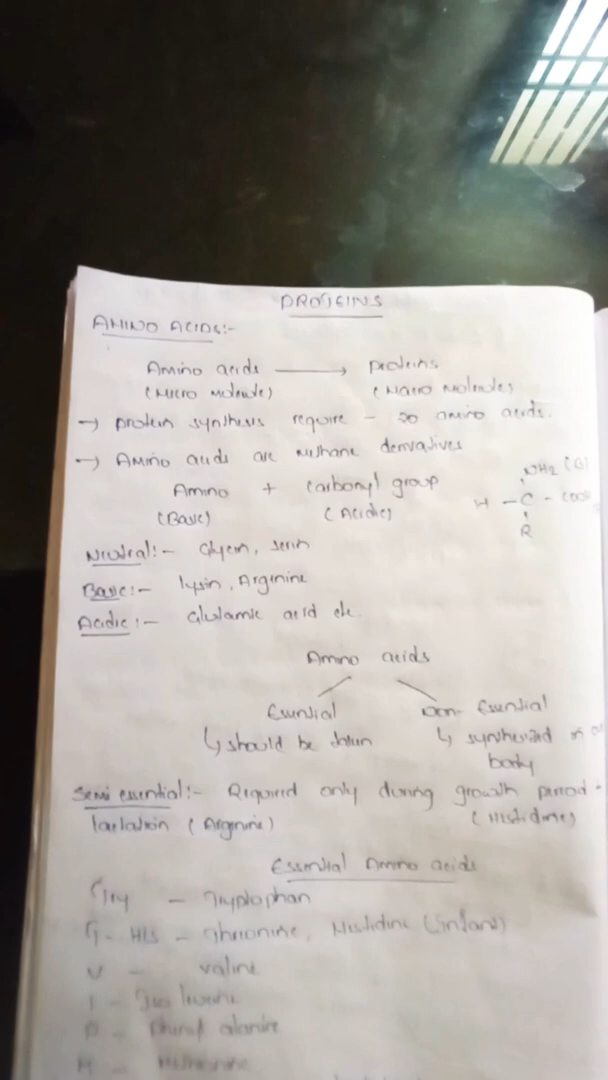 PROTEINS
AMINO ACIDS:-
Amino acids → proteins
(Micro molecule) (Macro molecules)
→ protein synthesis require - 20 amino acids.
→ Amino acids are methane derivatives
Amino + carbonyl group
(Basic) (Acidic)
NH2 (B)
H - C - COOH
R
Neutral:- Glycin, serin
Basic:- lysin, Arginine
Acidic:- Glutamic acid etc.
Amino acids
Essential Non-Essential
↳ should be taken ↳ synthesized in
body
Semi essential:- Required only during growth period
lactation (Arginine) (Histidine)
Essential Amino acids
Try - Tryptophan
T- His - Threonine, Histidine (infant)
V - valine
I - Iso leucine
P - Phenyl alanine
M -